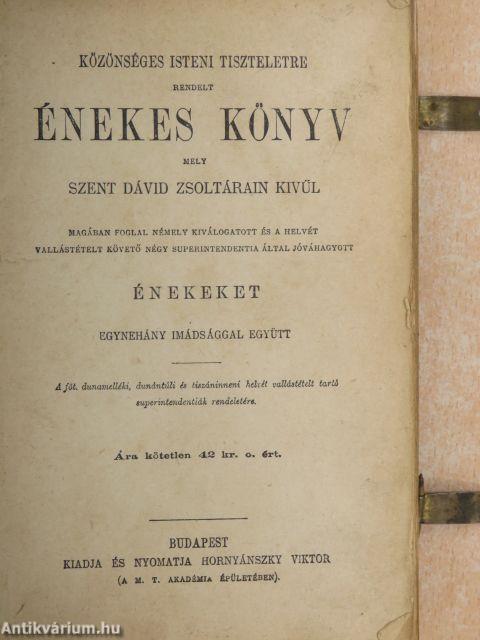 KÖZÖNSÉGES ISTENI TISZTELETRE
RENDELT
ÉNEKES KÖNYV
MELY
SZENT DÁVID ZSOLTÁRAIN KIVŰL
MAGÁBAN FOGLAL NÉMELY KIVÁLOGATOTT ÉS A HELVÉT
VALLÁSTÉTELT KÖVETŐ NÉGY SUPERINTENDENTIA ÁLTAL JÓVÁHAGYOTT
ÉNEKEKET
EGYNEHÁNY IMÁDSÁGGAL EGYÜTT
A főt. dunamelléki, dunántúli és tiszáninneni helvét vallástételt tartó
superintendentiák rendeletére.
Ára kötetlen 42 kr. o. ért.
BUDAPEST
KIADJA ÉS NYOMATJA HORNYÁNSZKY VIKTOR
(A M. T. AKADÉMIA ÉPÜLETÉBEN).
Antikvárium.hu